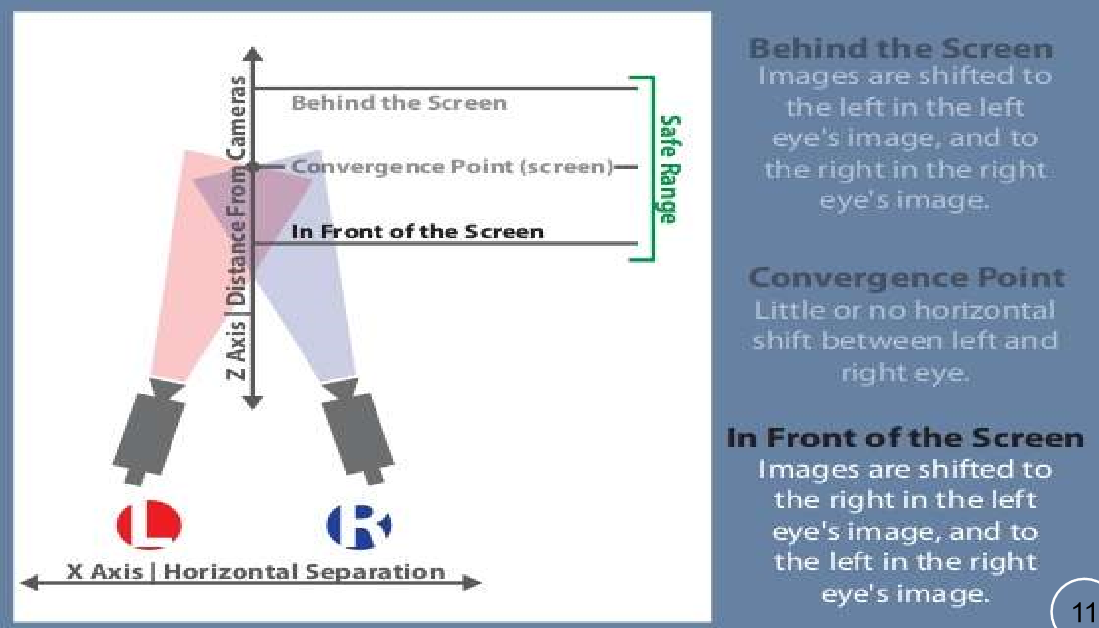 Behind the Screen
Convergence Point (screen)
In Front of the Screen
Safe Range
Z Axis | Distance From Cameras
L
R
X Axis | Horizontal Separation
Behind the Screen
Images are shifted to
the left in the left
eye's image, and to
the right in the right
eye's image.
Convergence Point
Little or no horizontal
shift between left and
right eye.
In Front of the Screen
Images are shifted to
the right in the left
eye's image, and to
the left in the right
eye's image.
11